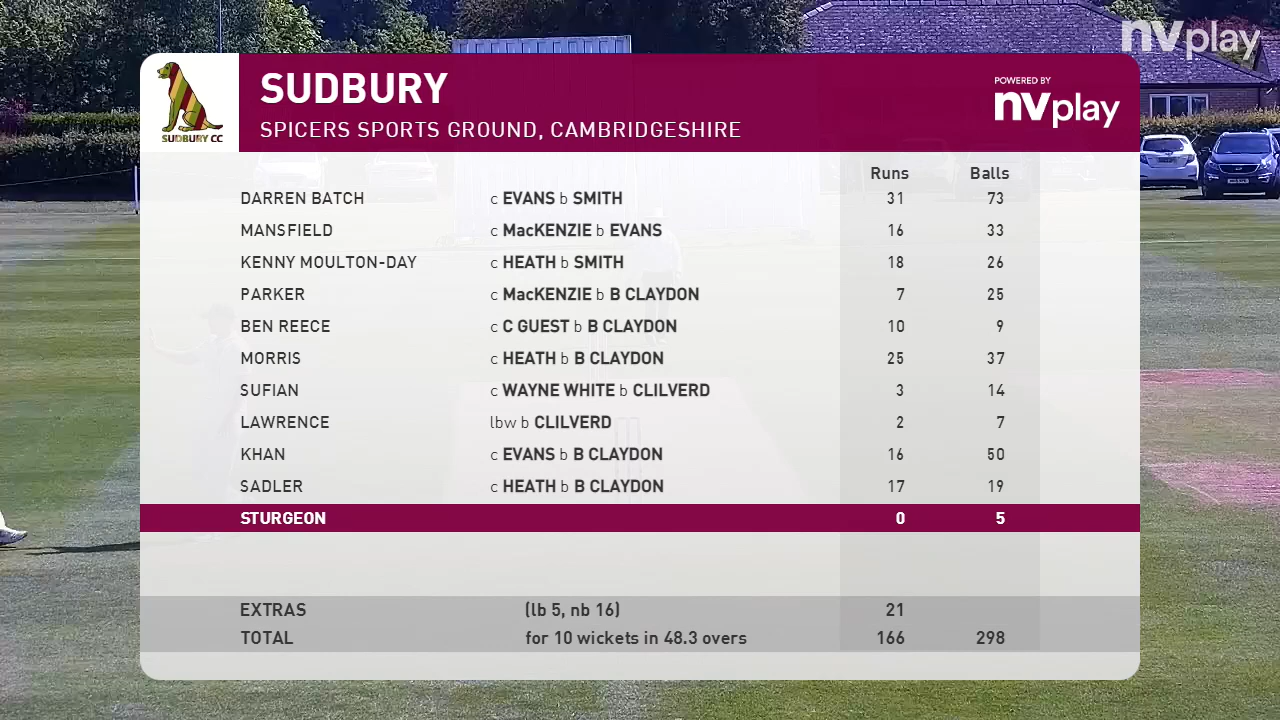 nvplay
SUDBURY
SPICERS SPORTS GROUND, CAMBRIDGESHIRE
SUDBURY CC
POWERED BY
nvplay
Runs Balls
DARREN BATCH c EVANS b SMITH 31 73
MANSFIELD c MacKENZIE b EVANS 16 33
KENNY MOULTON-DAY c HEATH b SMITH 18 26
PARKER c MacKENZIE b B CLAYDON 7 25
BEN REECE c C GUEST b B CLAYDON 10 9
MORRIS c HEATH b B CLAYDON 25 37
SUFIAN c WAYNE WHITE b CLILVERD 3 14
LAWRENCE lbw b CLILVERD 2 7
KHAN c EVANS b B CLAYDON 16 50
SADLER c HEATH b B CLAYDON 17 19
STURGEON 0 5
EXTRAS (lb 5, nb 16) 21
TOTAL for 10 wickets in 48.3 overs 166 298